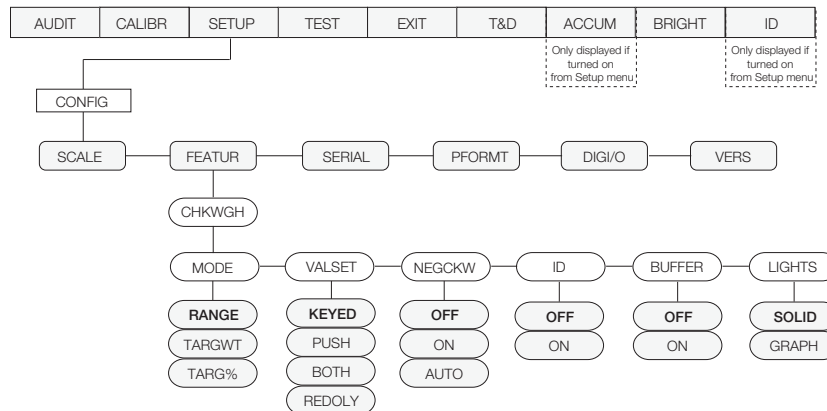 AUDIT CALIBR SETUP TEST EXIT T&D ACCUM BRIGHT ID
Only displayed if
turned on
from Setup menu
Only displayed if
turned on
from Setup menu
CONFIG
SCALE FEATUR SERIAL PFORMT DIGI/O VERS
CHKWGH
MODE VALSET NEGCKW ID BUFFER LIGHTS
RANGE KEYED OFF OFF OFF SOLID
TARGWT PUSH ON ON ON GRAPH
TARG% BOTH AUTO
REDOLY